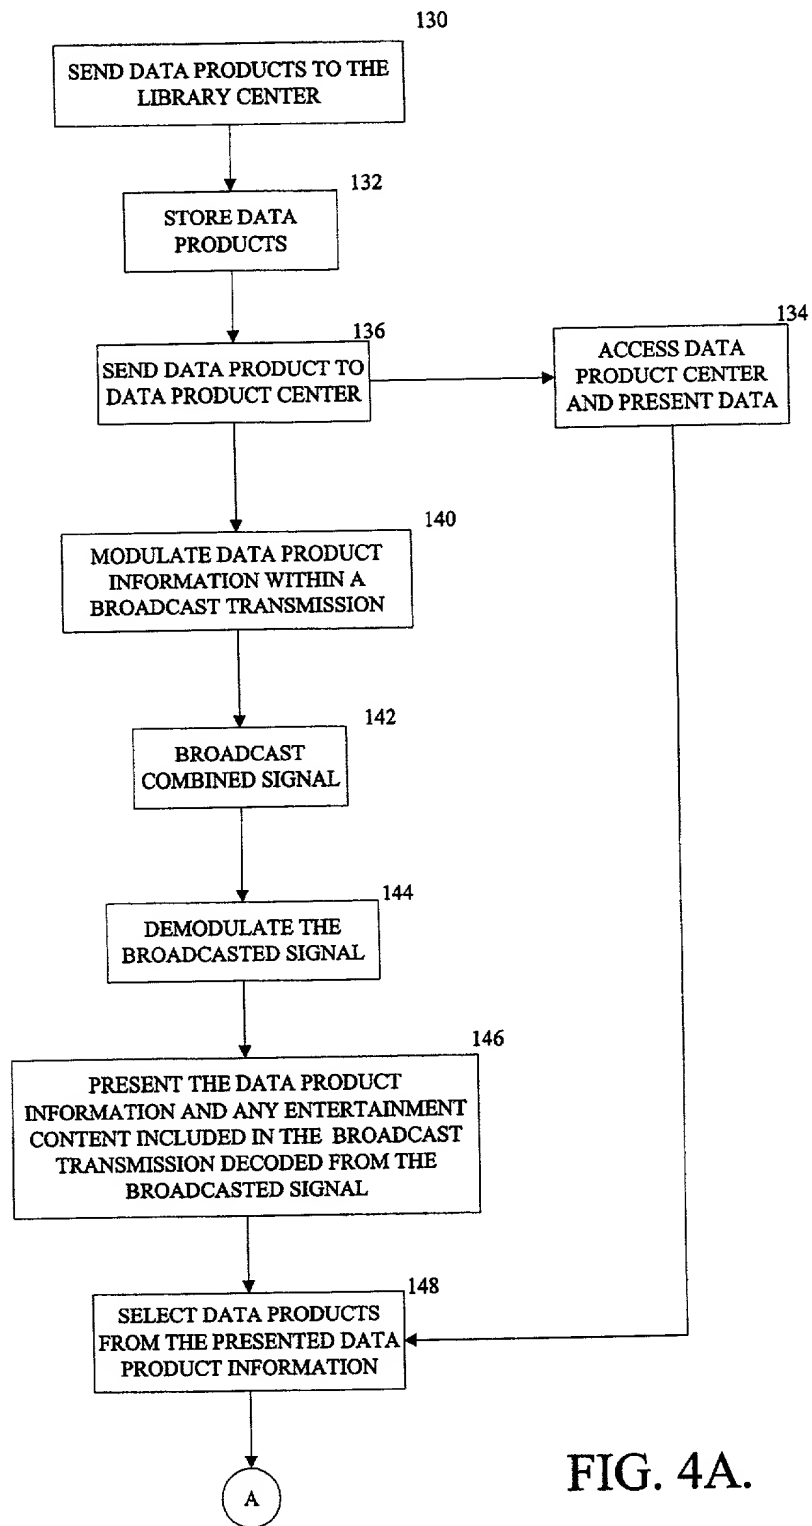 130
SEND DATA PRODUCTS TO THE
LIBRARY CENTER
132
STORE DATA
PRODUCTS
136
SEND DATA PRODUCT TO
DATA PRODUCT CENTER
134
ACCESS DATA
PRODUCT CENTER
AND PRESENT DATA
140
MODULATE DATA PRODUCT
INFORMATION WITHIN A
BROADCAST TRANSMISSION
142
BROADCAST
COMBINED SIGNAL
144
DEMODULATE THE
BROADCASTED SIGNAL
146
PRESENT THE DATA PRODUCT
INFORMATION AND ANY ENTERTAINMENT
CONTENT INCLUDED IN THE BROADCAST
TRANSMISSION DECODED FROM THE
BROADCASTED SIGNAL
148
SELECT DATA PRODUCTS
FROM THE PRESENTED DATA
PRODUCT INFORMATION
A
FIG. 4A.